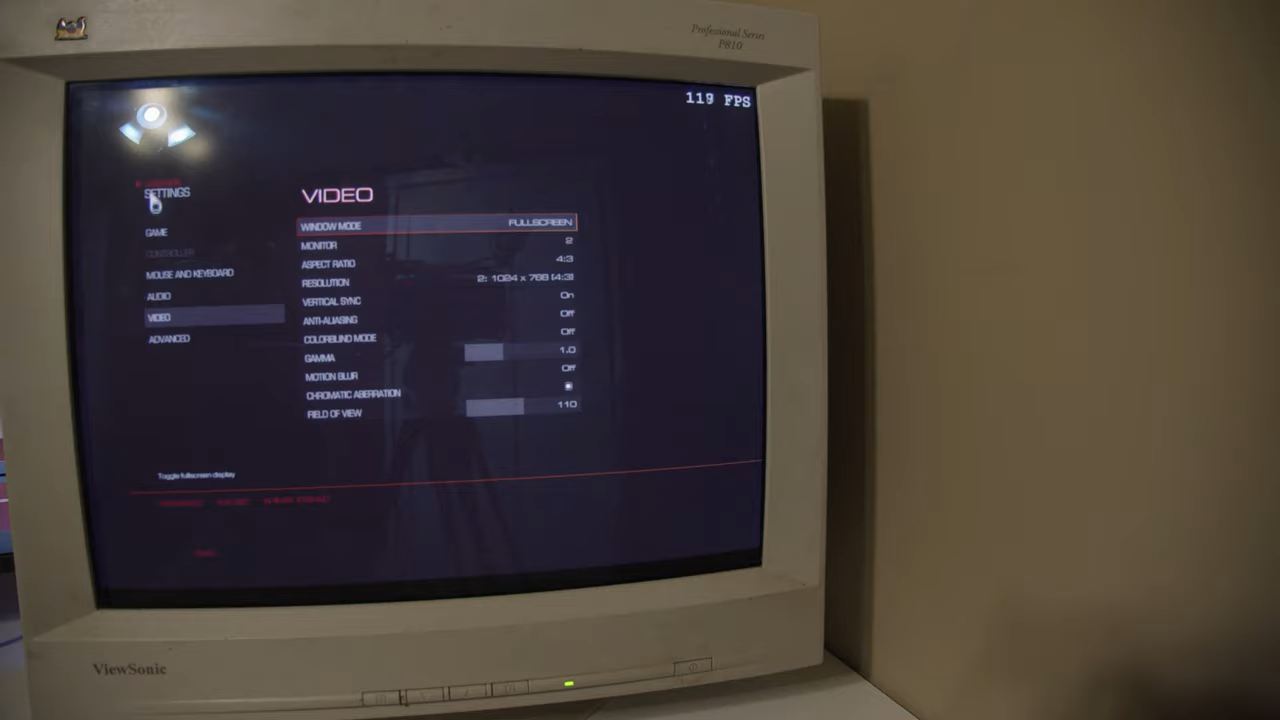 Professional Series
P810
119 FPS
SETTINGS
VIDEO
GAME
CONTROLLER
MOUSE AND KEYBOARD
AUDIO
VIDEO
ADVANCED
WINDOW MODE FULLSCREEN
MONITOR 2
ASPECT RATIO 4:3
RESOLUTION 2: 1024 x 768 [4:3]
VERTICAL SYNC On
ANTI-ALIASING Off
COLORBLIND MODE Off
GAMMA 1.0
MOTION BLUR Off
CHROMATIC ABERRATION
FIELD OF VIEW 110
Toggle fullscreen display
ViewSonic